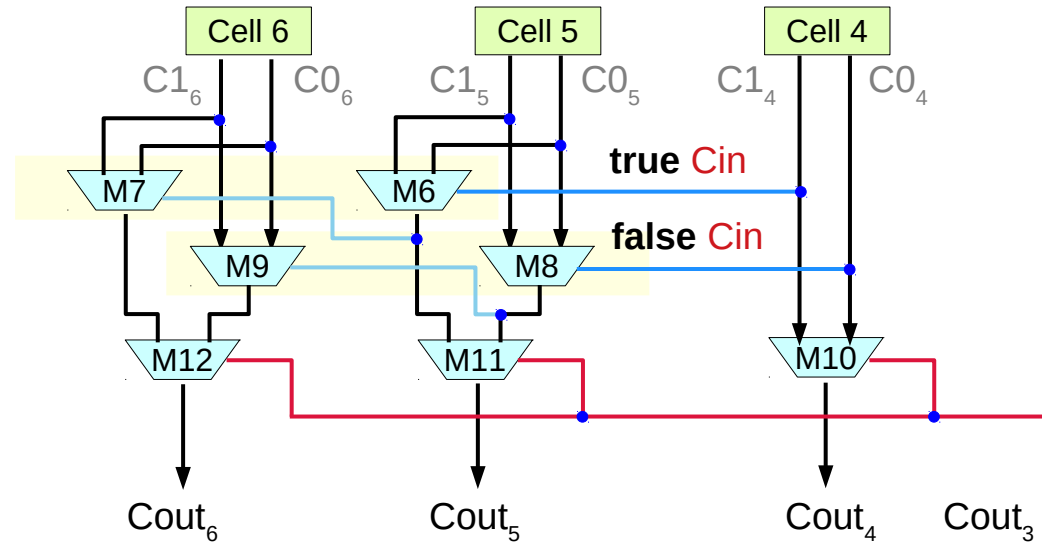 Cell 6 Cell 5 Cell 4
C1₆ C0₆ C1₅ C0₅ C1₄ C0₄
true Cin
M7 M6
false Cin
M9 M8
M12 M11 M10
Cout₆ Cout₅ Cout₄ Cout₃